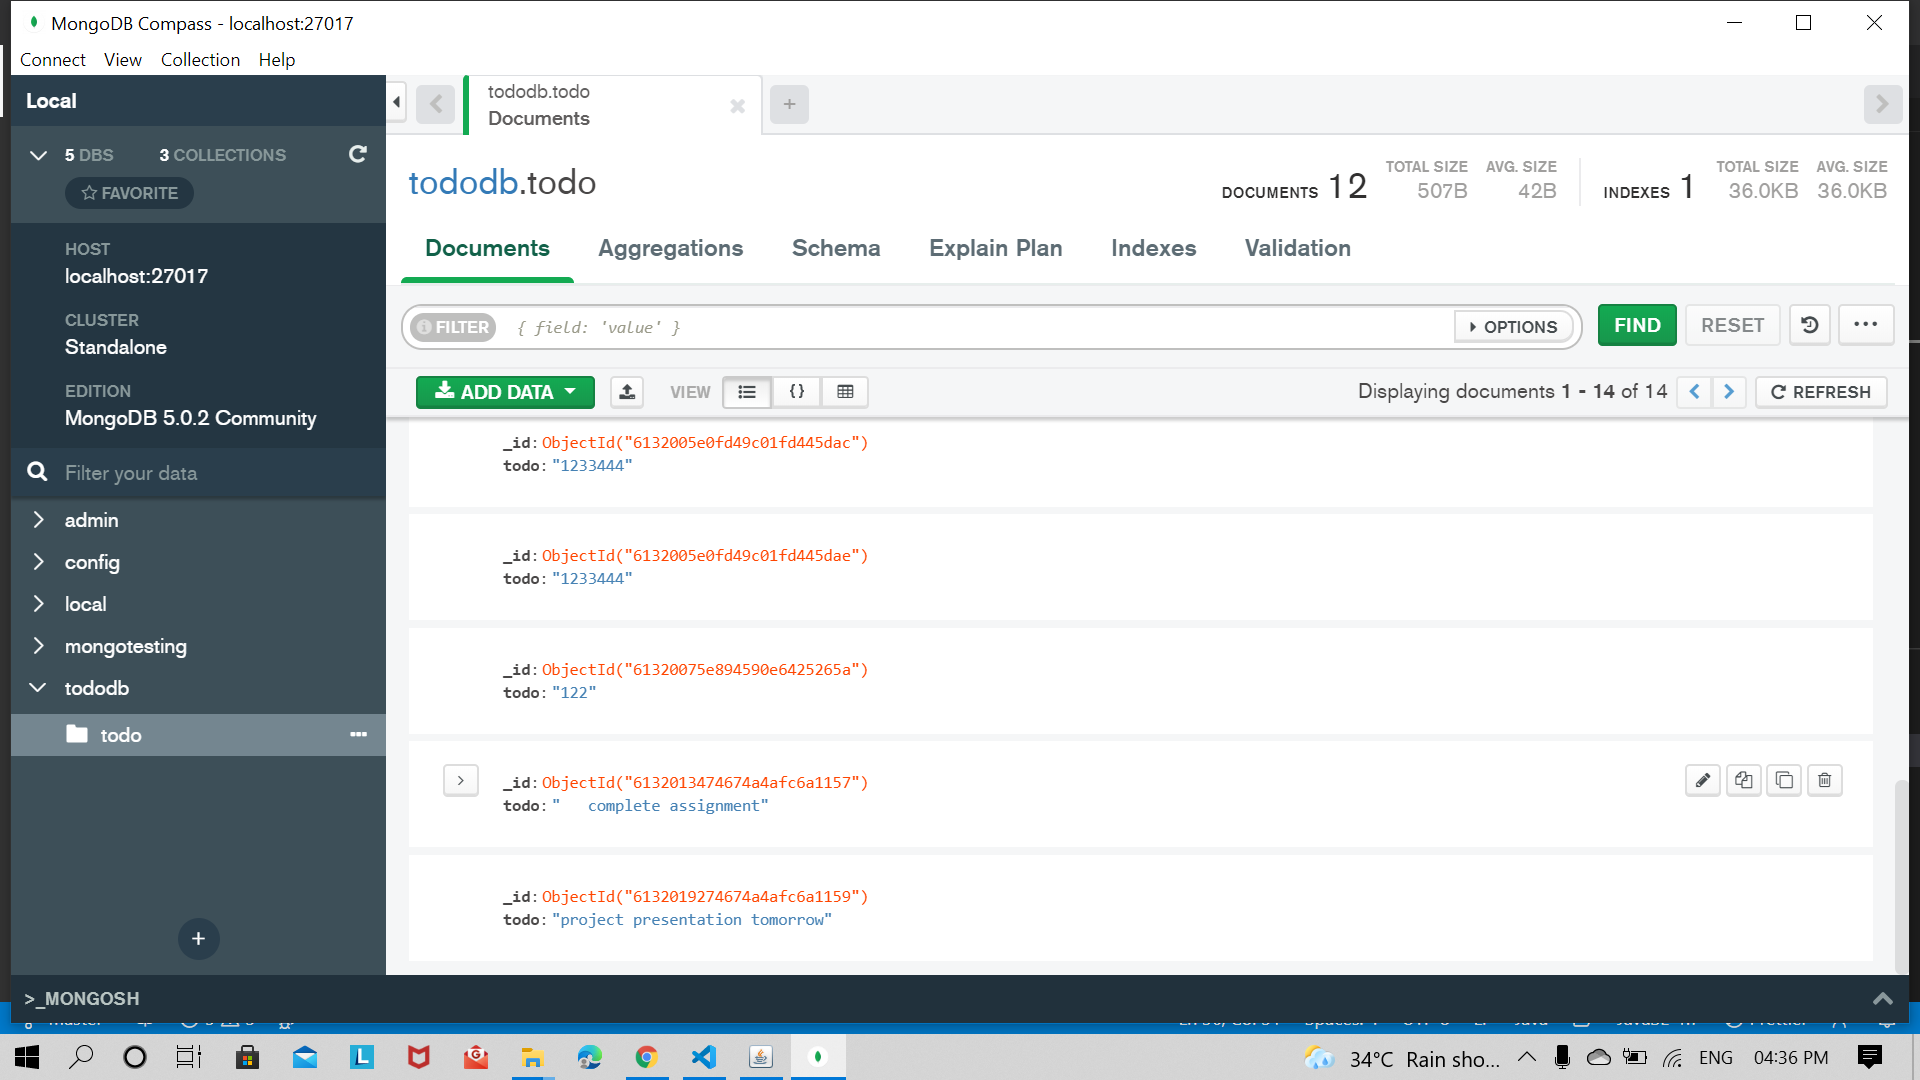 MongoDB Compass - localhost:27017
Connect View Collection Help
Local
5 DBS 3 COLLECTIONS
FAVORITE
HOST
localhost:27017
CLUSTER
Standalone
EDITION
MongoDB 5.0.2 Community
Filter your data
admin
config
local
mongotesting
tododb
todo
tododb.todo
Documents
tododb.todo
DOCUMENTS 12
TOTAL SIZE 507B
AVG. SIZE 42B
INDEXES 1
TOTAL SIZE 36.0KB
AVG. SIZE 36.0KB
Documents Aggregations Schema Explain Plan Indexes Validation
FILTER { field: 'value' } OPTIONS FIND RESET
ADD DATA VIEW {} Displaying documents 1 - 14 of 14 REFRESH
_id: ObjectId("6132005e0fd49c01fd445dac")
todo: "1233444"
_id: ObjectId("6132005e0fd49c01fd445dae")
todo: "1233444"
_id: ObjectId("61320075e894590e6425265a")
todo: "122"
_id: ObjectId("6132013474674a4afc6a1157")
todo: "   complete assignment"
_id: ObjectId("6132019274674a4afc6a1159")
todo: "project presentation tomorrow"
>_MONGOSH
34°C Rain sho... ENG 04:36 PM